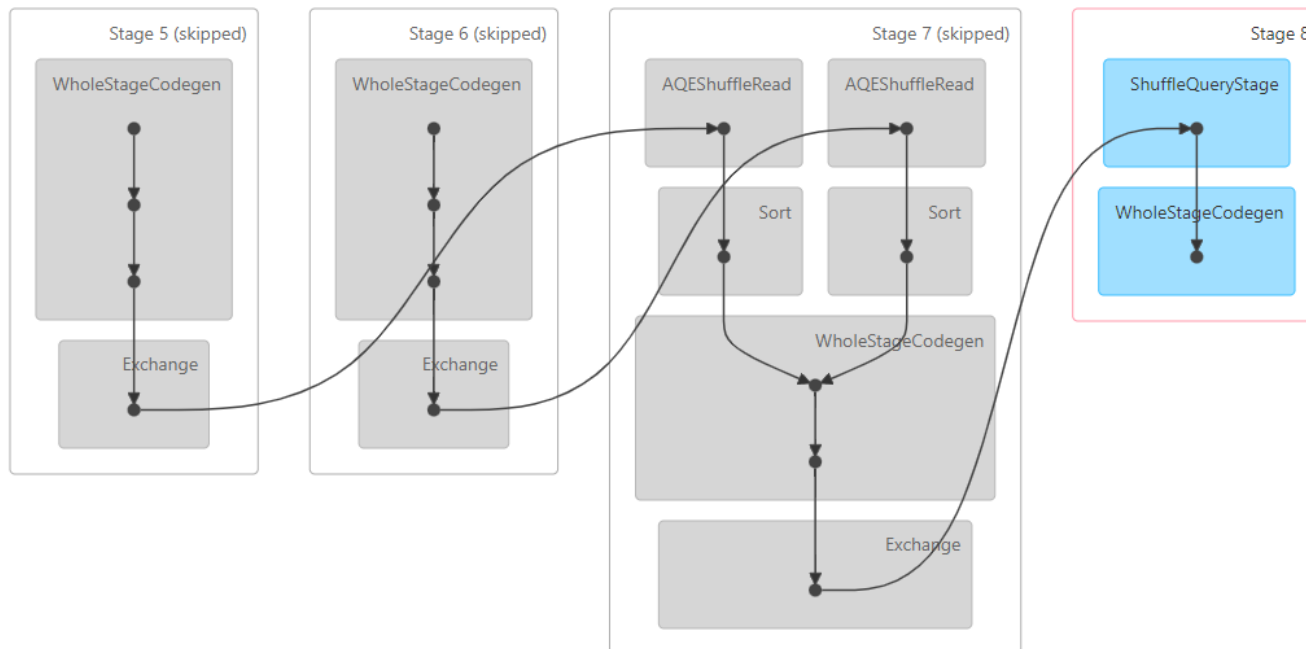 Stage 5 (skipped)
WholeStageCodegen
Exchange
Stage 6 (skipped)
WholeStageCodegen
Exchange
Stage 7 (skipped)
AQEShuffleRead
AQEShuffleRead
Sort
Sort
WholeStageCodegen
Exchange
Stage 8
ShuffleQueryStage
WholeStageCodegen